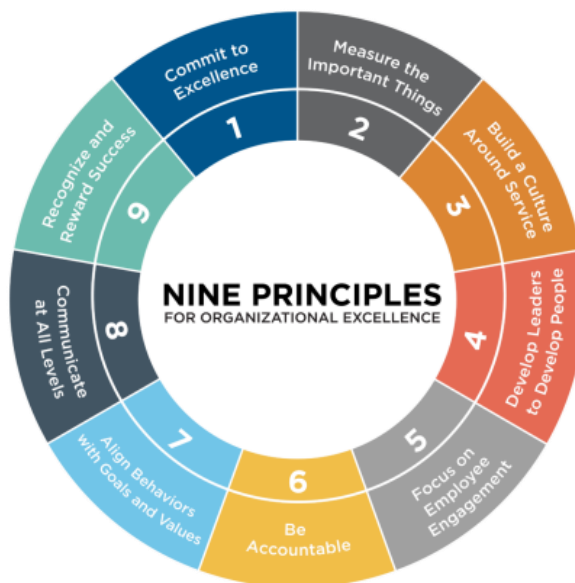 NINE PRINCIPLES
FOR ORGANIZATIONAL EXCELLENCE
Commit to
Excellence
1
Measure the
Important Things
2
Build a Culture
Around Service
3
Develop Leaders
to Develop People
4
Focus on
Employee
Engagement
5
Be
Accountable
6
Align Behaviors
with Goals and Values
7
Communicate
at All Levels
8
Recognize and
Reward Success
9